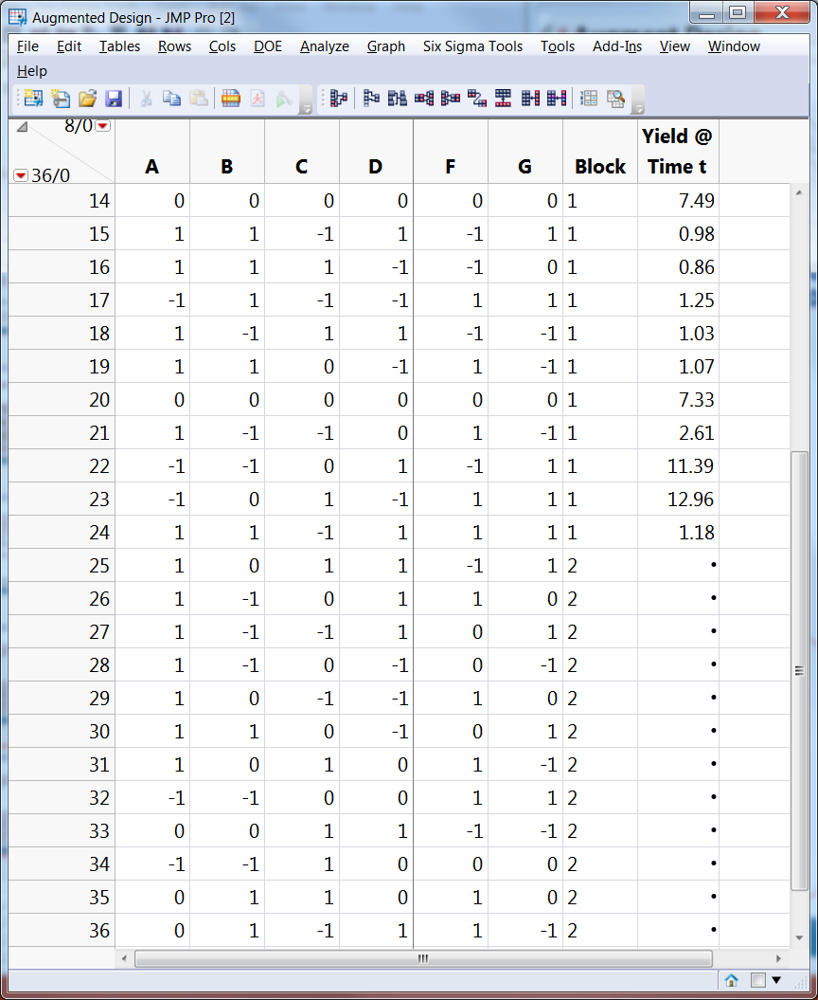 Augmented Design - JMP Pro [2]
File Edit Tables Rows Cols DOE Analyze Graph Six Sigma Tools Tools Add-Ins View Window
Help
8/0
36/0
A B C D F G Block Yield @ Time t
14 0 0 0 0 0 0 1 7.49
15 1 1 -1 1 -1 1 1 0.98
16 1 1 1 -1 -1 0 1 0.86
17 -1 1 -1 -1 1 1 1 1.25
18 1 -1 1 1 -1 -1 1 1.03
19 1 1 0 -1 1 -1 1 1.07
20 0 0 0 0 0 0 1 7.33
21 1 -1 -1 0 1 -1 1 2.61
22 -1 -1 0 1 -1 1 1 11.39
23 -1 0 1 -1 1 1 1 12.96
24 1 1 -1 1 1 1 1 1.18
25 1 0 1 1 -1 1 2 •
26 1 -1 0 1 1 0 2 •
27 1 -1 -1 1 0 1 2 •
28 1 -1 0 -1 0 -1 2 •
29 1 0 -1 -1 1 0 2 •
30 1 1 0 -1 0 1 2 •
31 1 0 1 0 1 -1 2 •
32 -1 -1 0 0 1 1 2 •
33 0 0 1 1 -1 -1 2 •
34 -1 -1 1 0 0 0 2 •
35 0 1 1 0 1 0 2 •
36 0 1 -1 1 1 -1 2 •